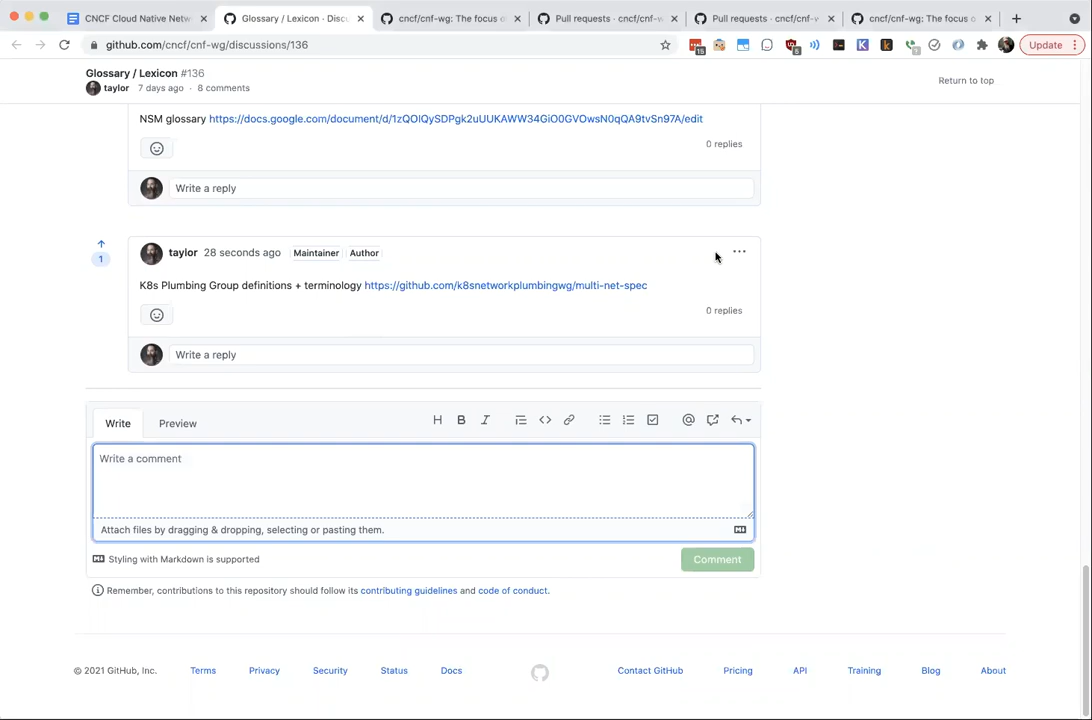 CNCF Cloud Native Netw
Glossary / Lexicon · Discu
cncf/cnf-wg: The focus o
Pull requests · cncf/cnf-w
Pull requests · cncf/cnf-w
cncf/cnf-wg: The focus o
github.com/cncf/cnf-wg/discussions/136
Update
Glossary / Lexicon #136
taylor 7 days ago · 8 comments
Return to top
NSM glossary https://docs.google.com/document/d/1zQOIQySDPgk2uUUKAWW34GiO0GVOwsN0qQA9tvSn97A/edit
0 replies
Write a reply
1
taylor 28 seconds ago Maintainer Author
K8s Plumbing Group definitions + terminology https://github.com/k8snetworkplumbingwg/multi-net-spec
0 replies
Write a reply
Write Preview
Write a comment
Attach files by dragging & dropping, selecting or pasting them.
Styling with Markdown is supported
Comment
Remember, contributions to this repository should follow its contributing guidelines and code of conduct.
© 2021 GitHub, Inc. Terms Privacy Security Status Docs Contact GitHub Pricing API Training Blog About